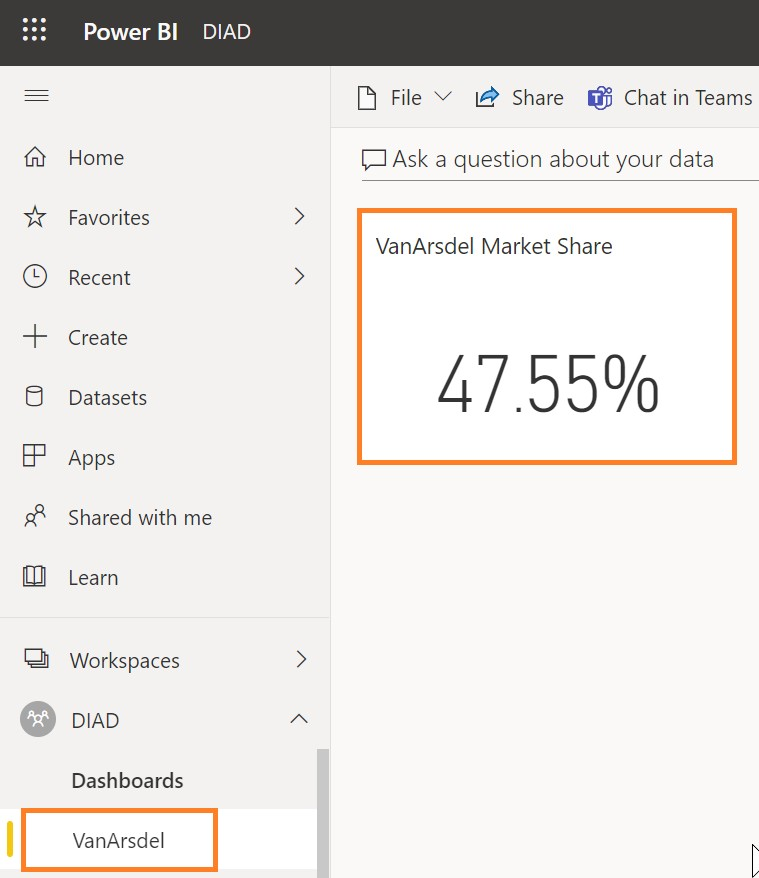 Power BI DIAD
File Share Chat in Teams
Ask a question about your data
Home
Favorites
Recent
Create
Datasets
Apps
Shared with me
Learn
Workspaces
DIAD
Dashboards
VanArsdel
VanArsdel Market Share
47.55%